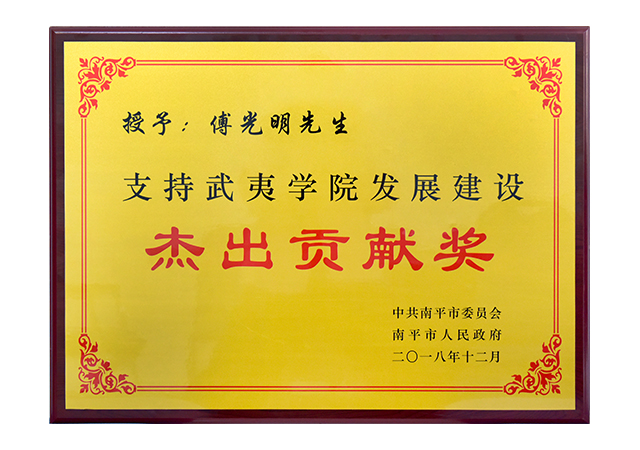 授予：傅光明先生
支持武夷学院发展建设
杰出贡献奖
中共南平市委员会
南平市人民政府
二〇一八年十二月